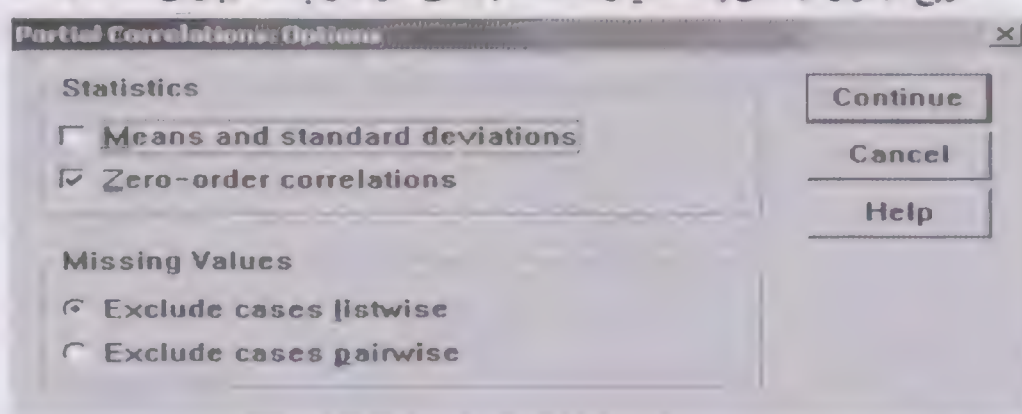 Partial Correlations: Options
Statistics
Means and standard deviations
Zero-order correlations
Missing Values
Exclude cases listwise
Exclude cases pairwise
Continue
Cancel
Help